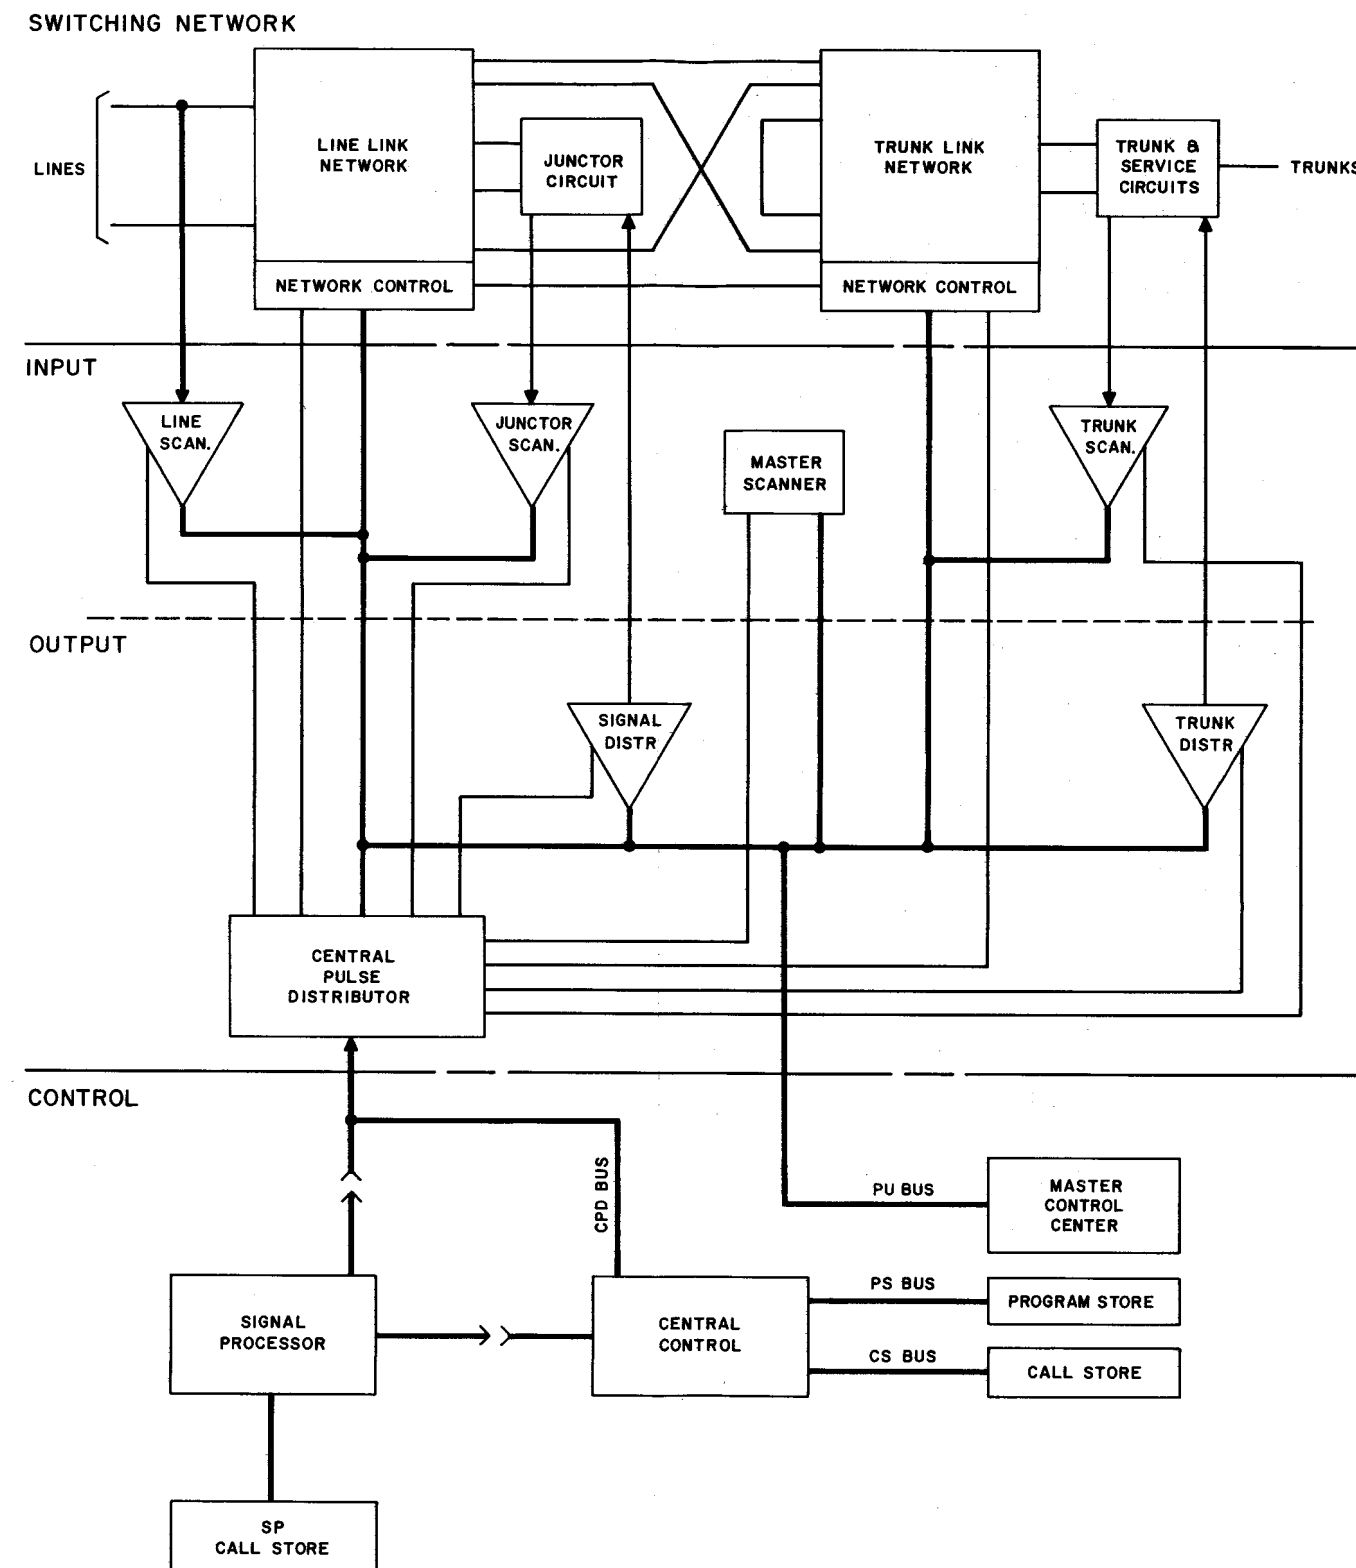 SWITCHING NETWORK
LINES
LINE LINK
NETWORK
JUNCTOR
CIRCUIT
TRUNK LINK
NETWORK
TRUNK &
SERVICE
CIRCUITS
TRUNKS
NETWORK CONTROL
NETWORK CONTROL
INPUT
LINE
SCAN.
JUNCTOR
SCAN.
MASTER
SCANNER
TRUNK
SCAN.
OUTPUT
SIGNAL
DISTR
TRUNK
DISTR
CENTRAL
PULSE
DISTRIBUTOR
CONTROL
CPD BUS
PU BUS
MASTER
CONTROL
CENTER
SIGNAL
PROCESSOR
CENTRAL
CONTROL
PS BUS
PROGRAM STORE
CS BUS
CALL STORE
SP
CALL STORE